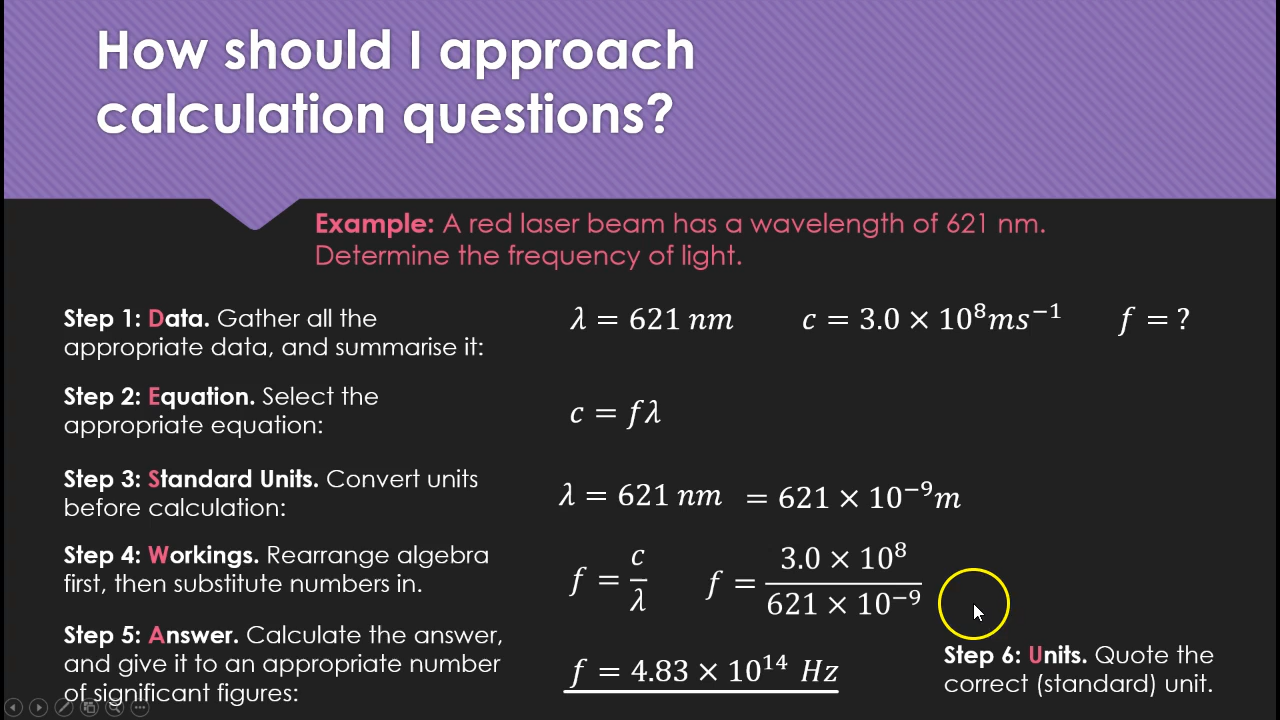 How should I approach
calculation questions?
Example: A red laser beam has a wavelength of 621 nm.
Determine the frequency of light.
Step 1: Data. Gather all the
appropriate data, and summarise it:
λ = 621 nm c = 3.0 × 10⁸ms⁻¹ f = ?
Step 2: Equation. Select the
appropriate equation:
c = fλ
Step 3: Standard Units. Convert units
before calculation:
λ = 621 nm = 621 × 10⁻⁹m
Step 4: Workings. Rearrange algebra
first, then substitute numbers in.
f = c/λ f = 3.0 × 10⁸/621 × 10⁻⁹
Step 5: Answer. Calculate the answer,
and give it to an appropriate number
of significant figures:
f = 4.83 × 10¹⁴ Hz
Step 6: Units. Quote the
correct (standard) unit.